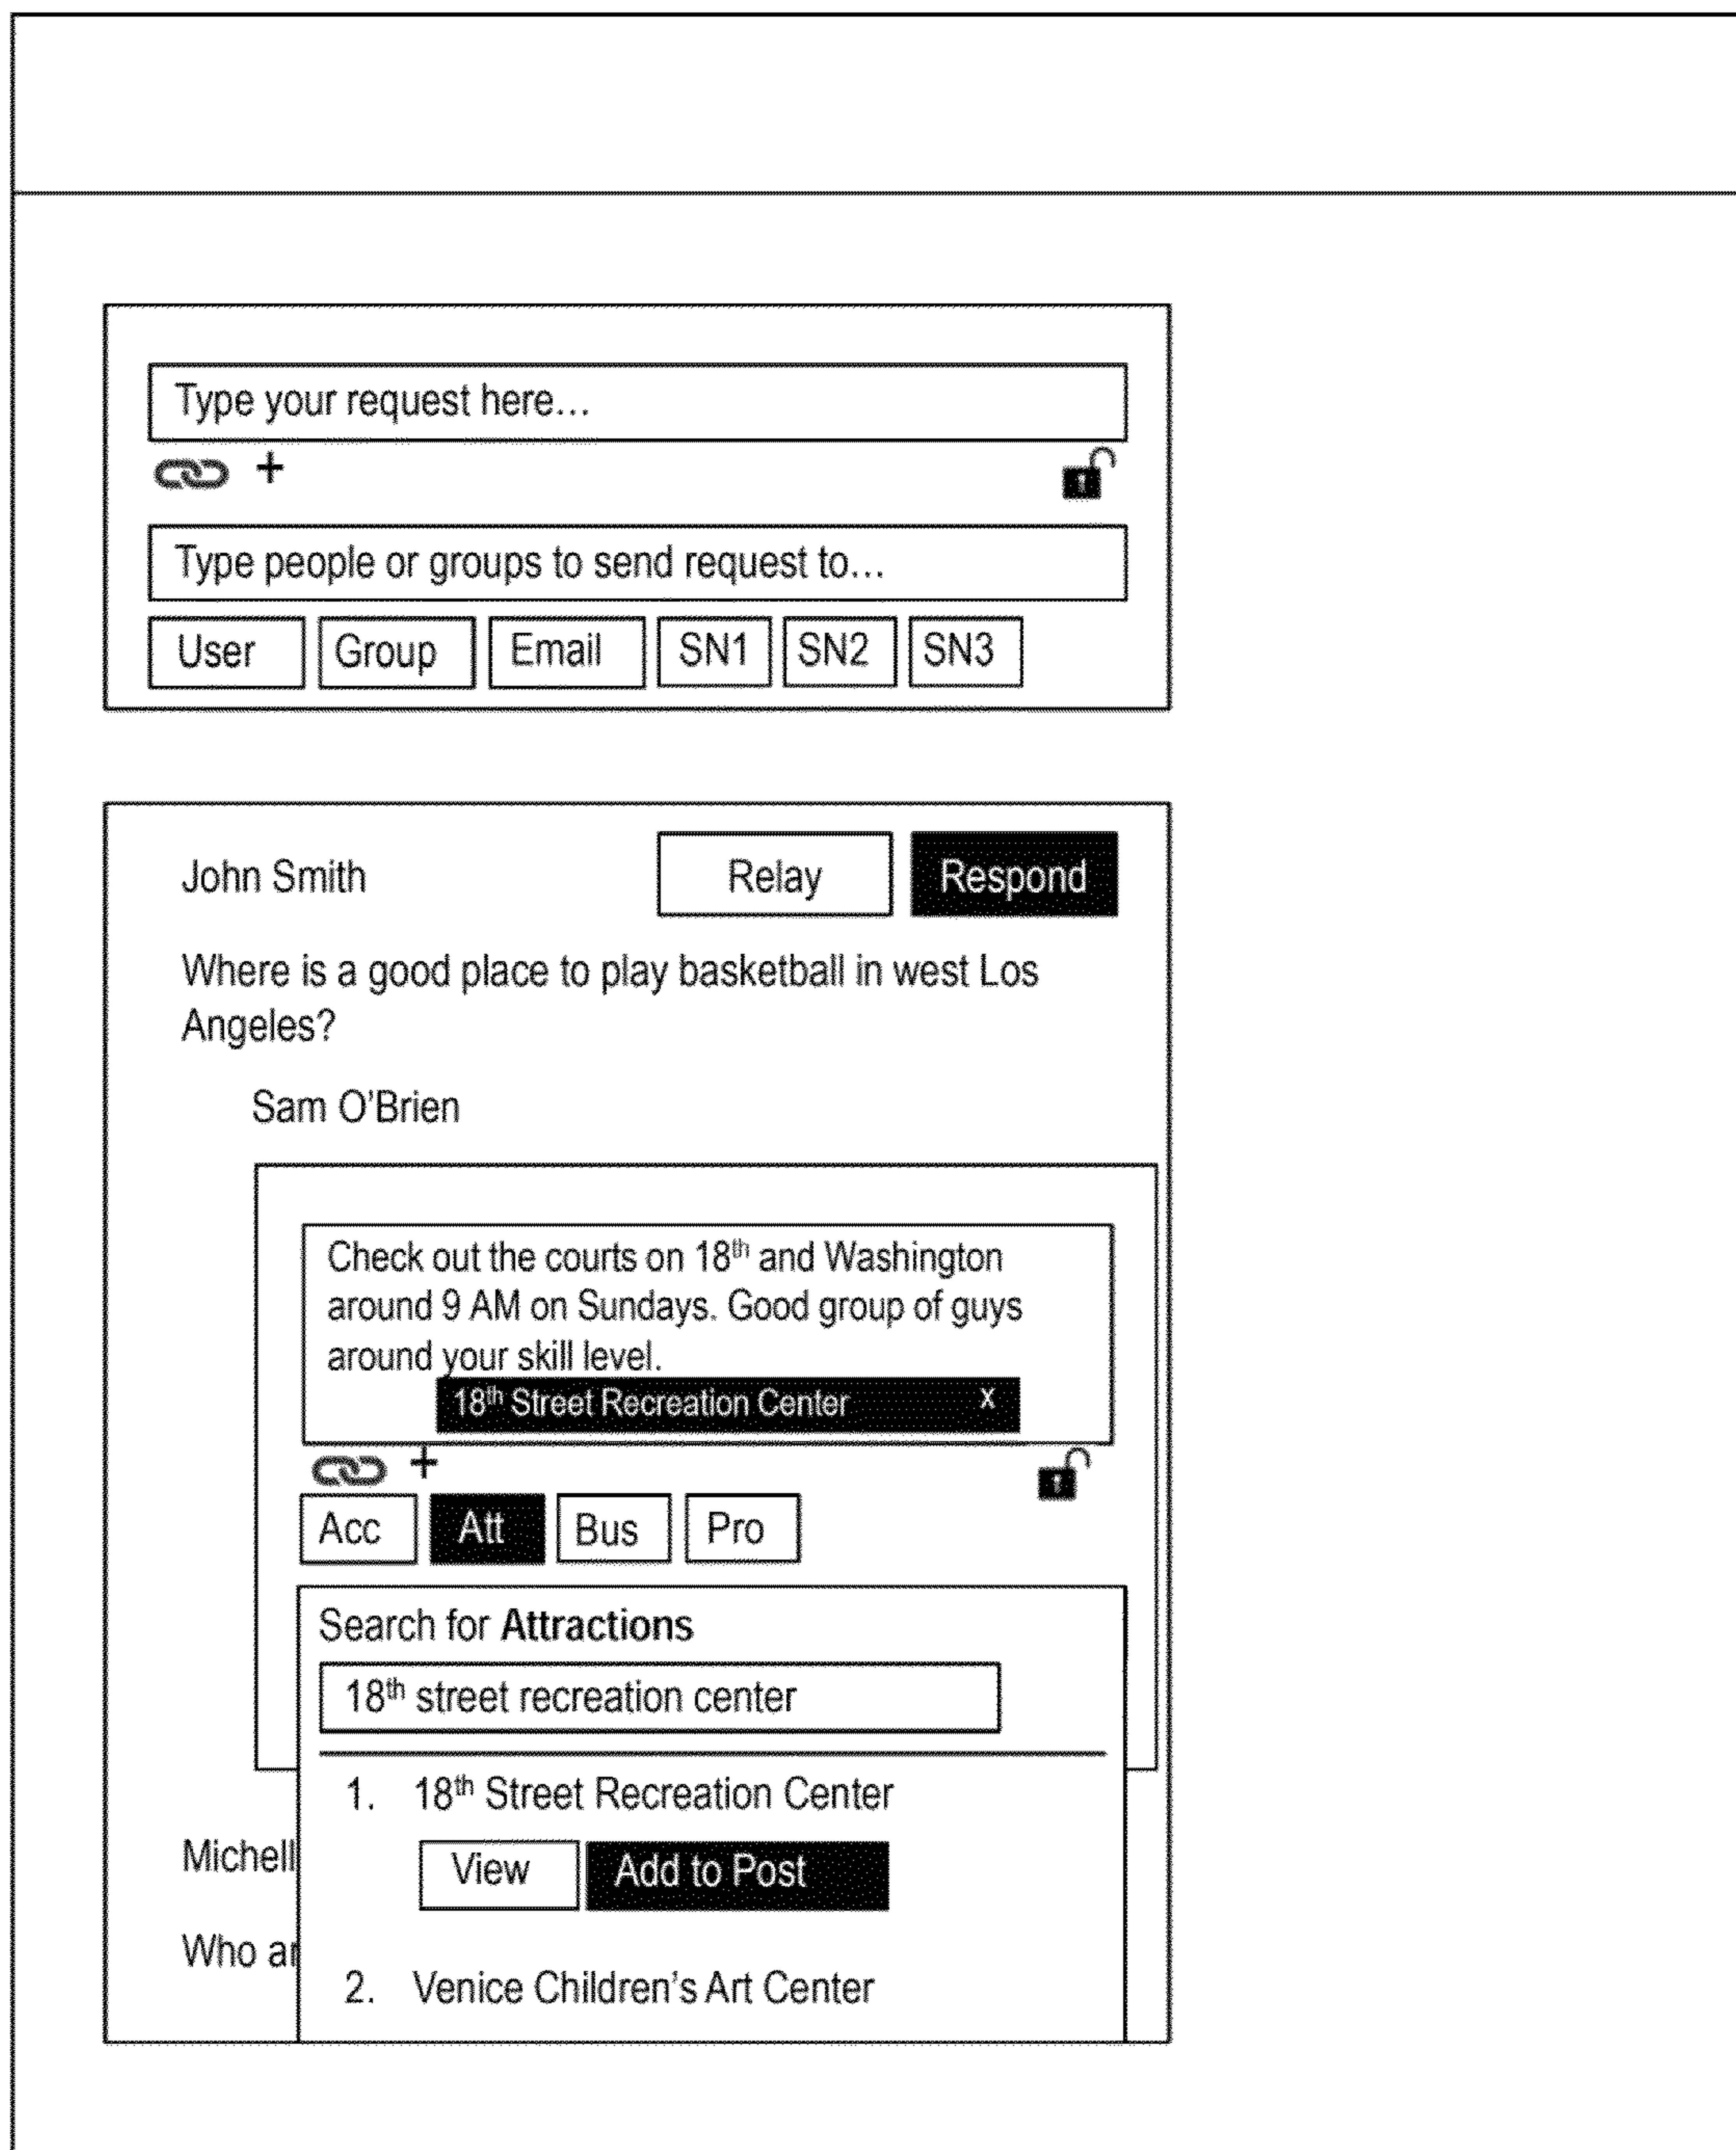 Type your request here...
+
Type people or groups to send request to...
User Group Email SN1 SN2 SN3
John Smith Relay Respond
Where is a good place to play basketball in west Los
Angeles?
Sam O'Brien
Check out the courts on 18th and Washington
around 9 AM on Sundays. Good group of guys
around your skill level.
18th Street Recreation Center X
+
Acc Att Bus Pro
Search for Attractions
18th street recreation center
1. 18th Street Recreation Center
Michell
View Add to Post
Who ar
2. Venice Children's Art Center